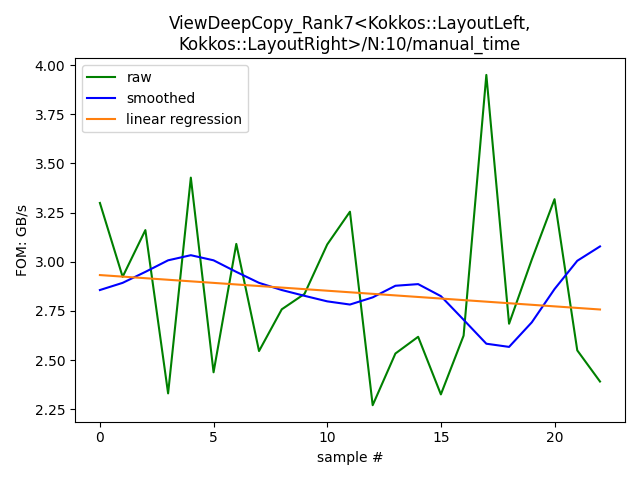 ViewDeepCopy_Rank7<Kokkos::LayoutLeft,
Kokkos::LayoutRight>/N:10/manual_time
raw
smoothed
linear regression
FOM: GB/s
4.00
3.75
3.50
3.25
3.00
2.75
2.50
2.25
0
5
10
15
20
sample #